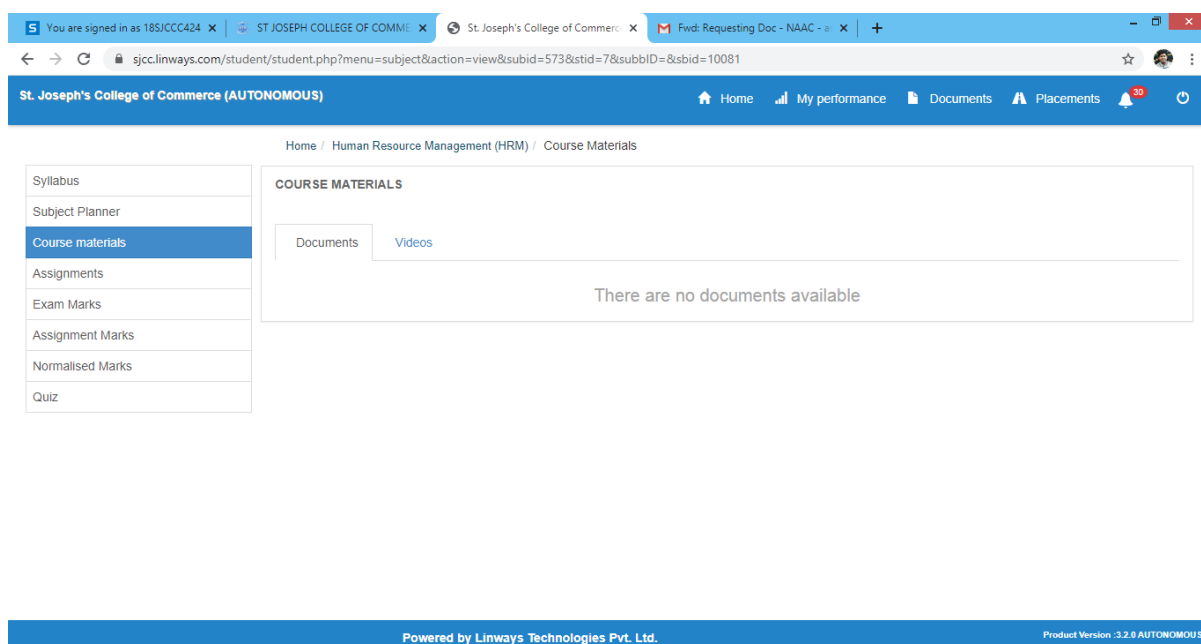 S You are signed in as 18SJCCC424 ST JOSEPH COLLEGE OF COMME St. Joseph's College of Commerc Fwd: Requesting Doc - NAAC - a
sjcc.linways.com/student/student.php?menu=subject&action=view&subid=573&stid=7&subbID=&sbid=10081
St. Joseph's College of Commerce (AUTONOMOUS) Home My performance Documents Placements 30
Home / Human Resource Management (HRM) / Course Materials
Syllabus
Subject Planner
Course materials
Assignments
Exam Marks
Assignment Marks
Normalised Marks
Quiz
COURSE MATERIALS
Documents Videos
There are no documents available
Powered by Linways Technologies Pvt. Ltd. Product Version :3.2.0 AUTONOMOUS